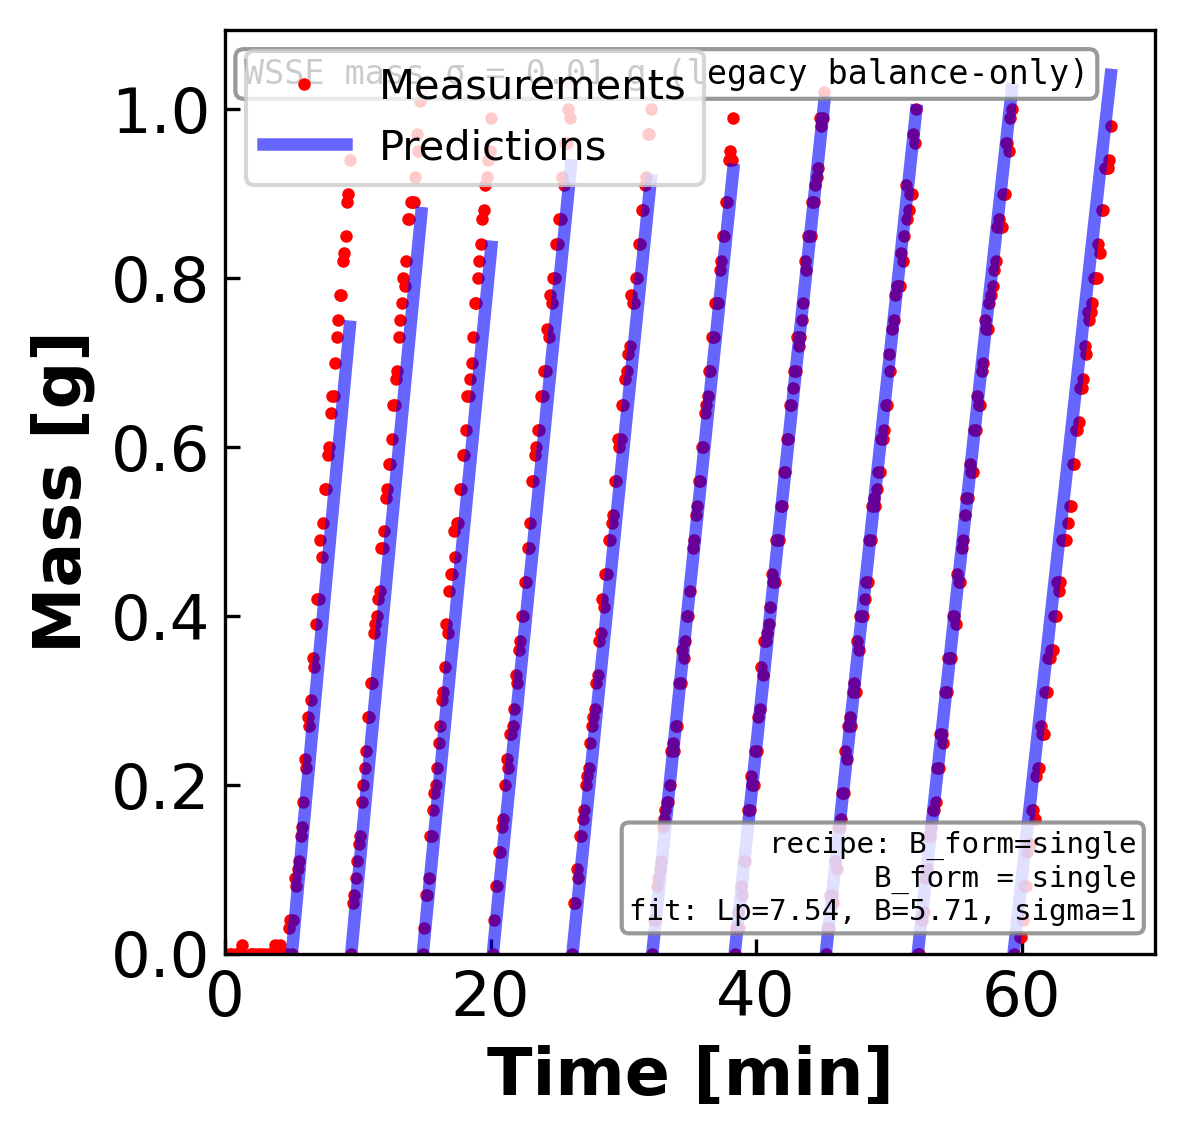 WSSE mass σ = 0.01 g (legacy balance-only)
Measurements
Predictions
1.0
0.8
0.6
0.4
0.2
0.0
Mass [g]
recipe: B_form=single
B_form = single
fit: Lp=7.54, B=5.71, sigma=1
0 20 40 60
Time [min]